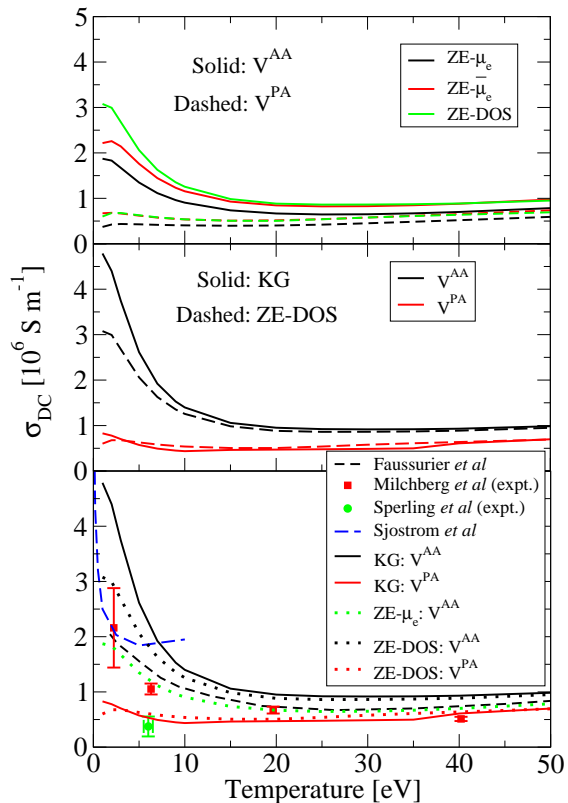 5
4
3
2
1
0
Solid: V^AA
Dashed: V^PA
ZE-μ_e
ZE-μ̅_e
ZE-DOS
5
4
3
2
1
0
Solid: KG
Dashed: ZE-DOS
V^AA
V^PA
σ_DC [10^6 S m^-1]
5
4
3
2
1
0
Faussurier et al
Milchberg et al (expt.)
Sperling et al (expt.)
Sjostrom et al
KG: V^AA
KG: V^PA
ZE-μ_e: V^AA
ZE-DOS: V^AA
ZE-DOS: V^PA
0 10 20 30 40 50
Temperature [eV]